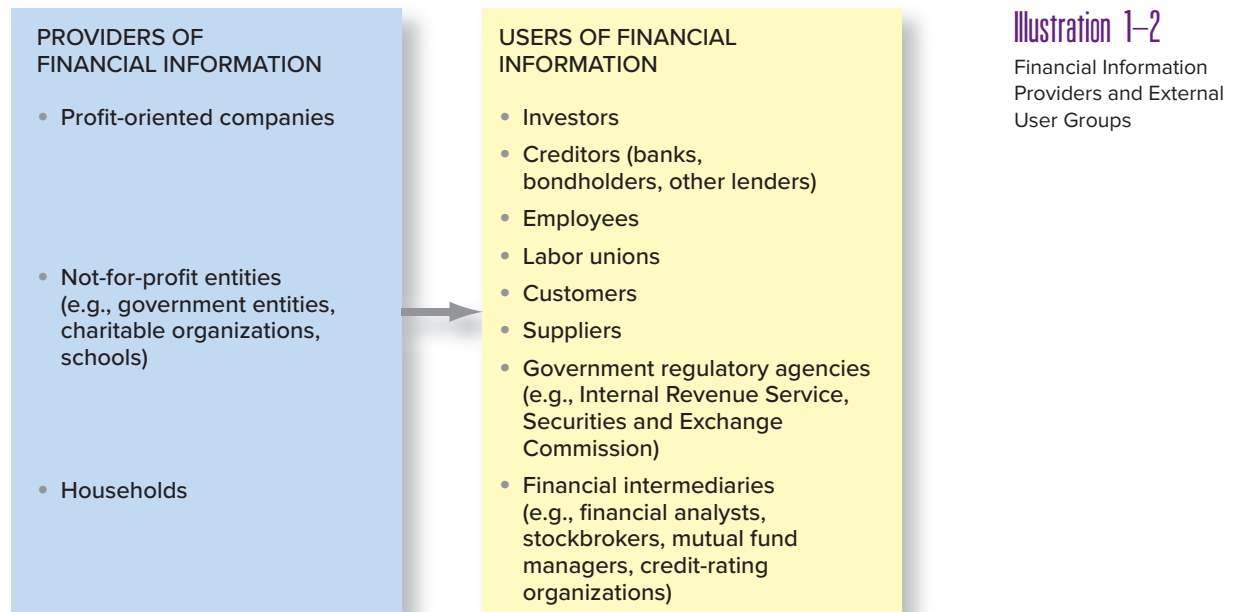 PROVIDERS OF
FINANCIAL INFORMATION
• Profit-oriented companies
• Not-for-profit entities
(e.g., government entities,
charitable organizations,
schools)
• Households
USERS OF FINANCIAL
INFORMATION
• Investors
• Creditors (banks,
bondholders, other lenders)
• Employees
• Labor unions
• Customers
• Suppliers
• Government regulatory agencies
(e.g., Internal Revenue Service,
Securities and Exchange
Commission)
• Financial intermediaries
(e.g., financial analysts,
stockbrokers, mutual fund
managers, credit-rating
organizations)
Illustration 1–2
Financial Information
Providers and External
User Groups